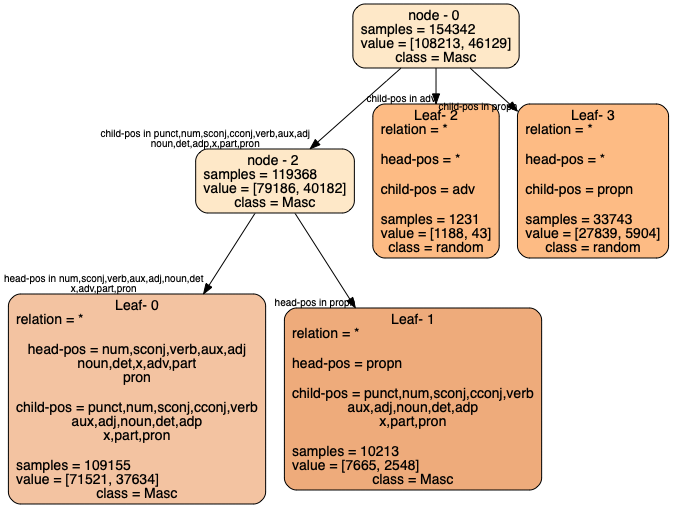 node - 0
samples = 154342
value = [108213, 46129]
class = Masc
child-pos in adv
child-pos in propn
child-pos in punct,num,sconj,cconj,verb,aux,adj
noun,det,adp,x,part,pron
Leaf- 2
relation = *
head-pos = *
child-pos = adv
samples = 1231
value = [1188, 43]
class = random
Leaf- 3
relation = *
head-pos = *
child-pos = propn
samples = 33743
value = [27839, 5904]
class = random
node - 2
samples = 119368
value = [79186, 40182]
class = Masc
head-pos in num,sconj,verb,aux,adj,noun,det
x,adv,part,pron
head-pos in propn
Leaf- 0
relation = *
head-pos = num,sconj,verb,aux,adj
noun,det,x,adv,part
pron
child-pos = punct,num,sconj,cconj,verb
aux,adj,noun,det,adp
x,part,pron
samples = 109155
value = [71521, 37634]
class = Masc
Leaf- 1
relation = *
head-pos = propn
child-pos = punct,num,sconj,cconj,verb
aux,adj,noun,det,adp
x,part,pron
samples = 10213
value = [7665, 2548]
class = Masc